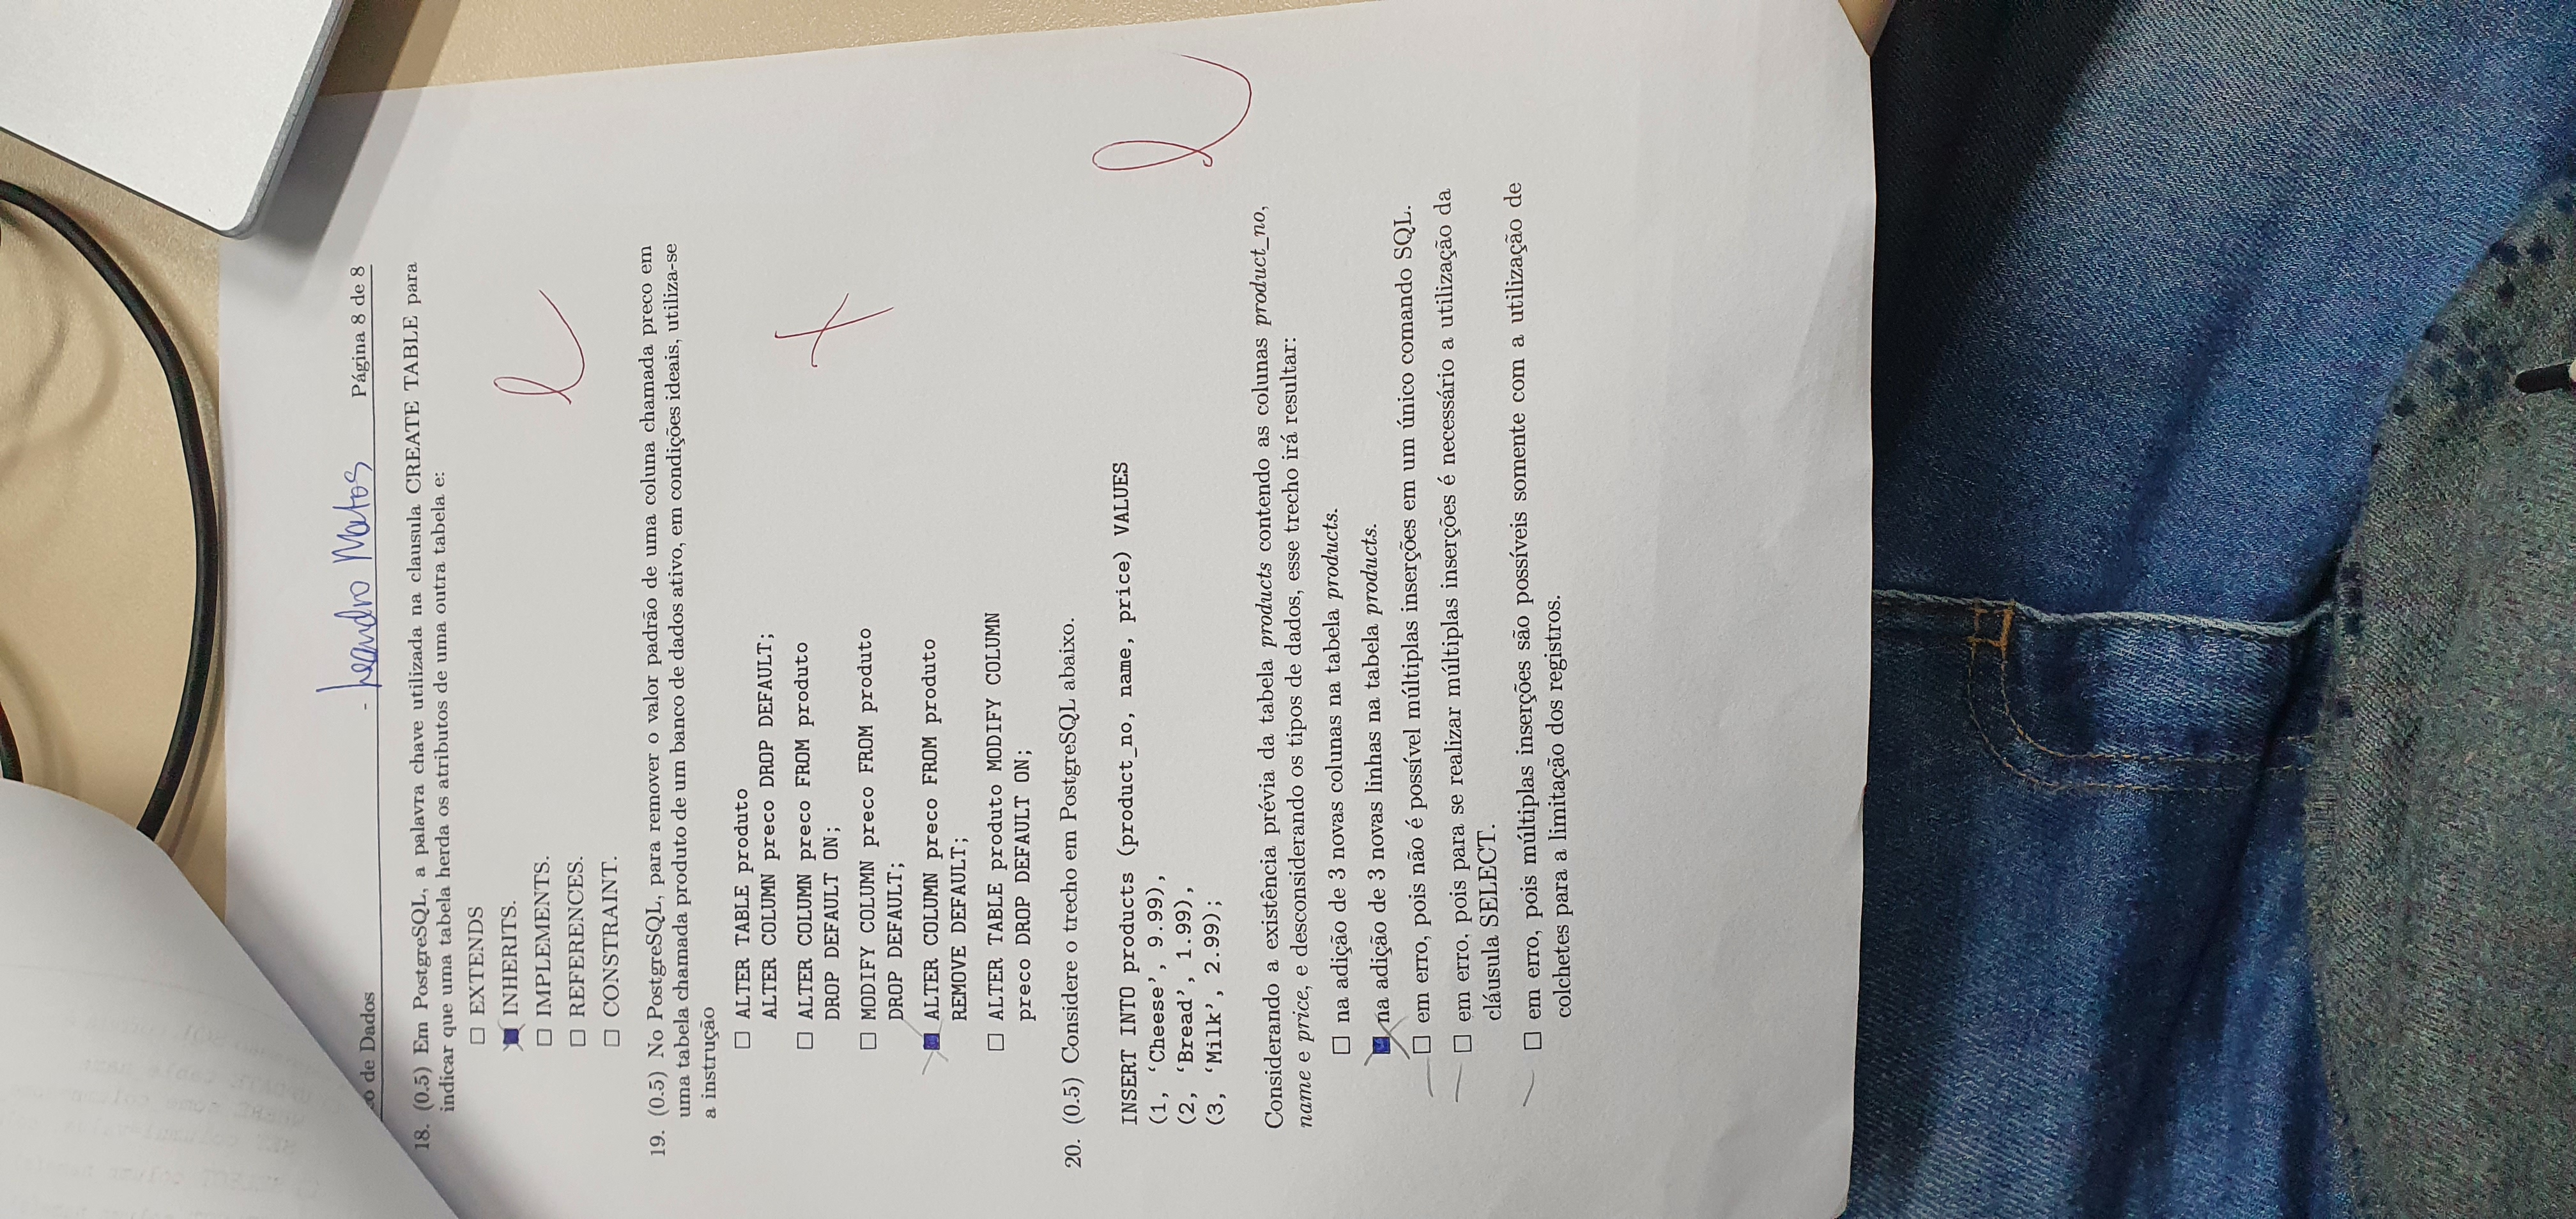 de Dados - Leandro Matos Página 8 de 8
18. (0.5) Em PostgreSQL, a palavra chave utilizada na clausula CREATE TABLE para
indicar que uma tabela herda os atributos de uma outra tabela e:
☐ EXTENDS
■ INHERITS.
☐ IMPLEMENTS.
☐ REFERENCES.
☐ CONSTRAINT.
19. (0.5) No PostgreSQL, para remover o valor padrão de uma coluna chamada preco em
uma tabela chamada produto de um banco de dados ativo, em condições ideais, utiliza-se
a instrução
☐ ALTER TABLE produto
ALTER COLUMN preco DROP DEFAULT;
☐ ALTER COLUMN preco FROM produto
DROP DEFAULT ON;
☐ MODIFY COLUMN preco FROM produto
DROP DEFAULT;
■ ALTER COLUMN preco FROM produto
REMOVE DEFAULT;
☐ ALTER TABLE produto MODIFY COLUMN
preco DROP DEFAULT ON;
20. (0.5) Considere o trecho em PostgreSQL abaixo.
INSERT INTO products (product_no, name, price) VALUES
(1, ‘Cheese’, 9.99),
(2, ‘Bread’, 1.99),
(3, ‘Milk’, 2.99);
Considerando a existência prévia da tabela products contendo as colunas product_no,
name e price, e desconsiderando os tipos de dados, esse trecho irá resultar:
☐ na adição de 3 novas colunas na tabela products.
■ na adição de 3 novas linhas na tabela products.
☐ em erro, pois não é possível múltiplas inserções em um único comando SQL.
☐ em erro, pois para se realizar múltiplas inserções é necessário a utilização da
cláusula SELECT.
☐ em erro, pois múltiplas inserções são possíveis somente com a utilização de
colchetes para a limitação dos registros.